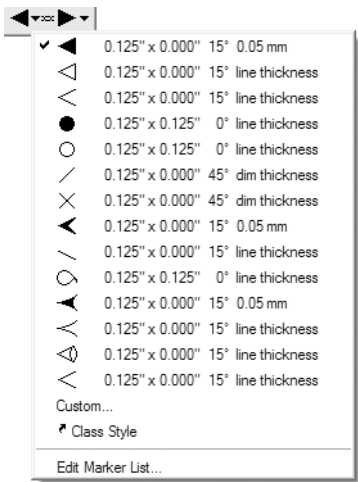 0.125" x 0.000" 15° 0.05 mm
0.125" x 0.000" 15° line thickness
0.125" x 0.000" 15° line thickness
0.125" x 0.125" 0° line thickness
0.125" x 0.125" 0° line thickness
0.125" x 0.000" 45° dim thickness
0.125" x 0.000" 45° dim thickness
0.125" x 0.000" 15° 0.05 mm
0.125" x 0.000" 15° line thickness
0.125" x 0.125" 0° line thickness
0.125" x 0.000" 15° 0.05 mm
0.125" x 0.000" 15° line thickness
0.125" x 0.000" 15° line thickness
0.125" x 0.000" 15° line thickness
Custom...
Class Style
Edit Marker List...